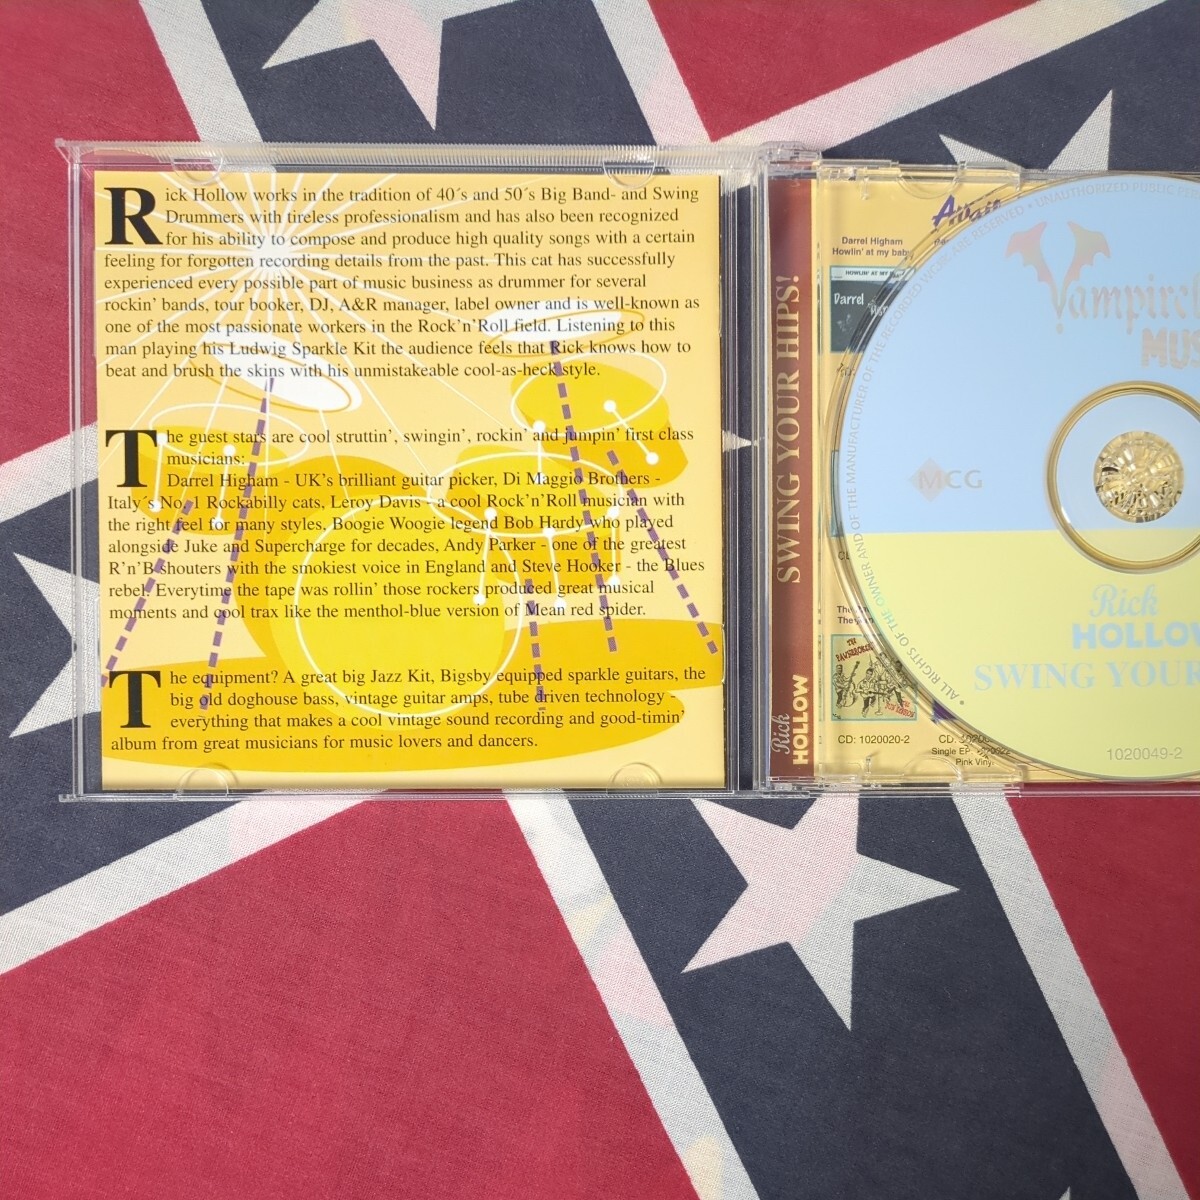 Rick Hollow works in the tradition of 40´s and 50´s Big Band- and Swing
Drummers with tireless professionalism and has also been recognized
for his ability to compose and produce high quality songs with a certain
feeling for forgotten recording details from the past. This cat has successfully
experienced every possible part of music business as drummer for several
rockin' bands, tour booker, DJ, A&R manager, label owner and is well-known as
one of the most passionate workers in the Rock'n'Roll field. Listening to this
man playing his Ludwig Sparkle Kit the audience feels that Rick knows how to
beat and brush the skins with his unmistakeable cool-as-heck style.
The guest stars are cool struttin', swingin', rockin' and jumpin' first class
musicians:
Darrel Higham - UK's brilliant guitar picker, Di Maggio Brothers -
Italy´s No. 1 Rockabilly cats, Leroy Davis - a cool Rock'n'Roll musician with
the right feel for many styles, Boogie Woogie legend Bob Hardy who played
alongside Juke and Supercharge for decades, Andy Parker - one of the greatest
R'n'B shouters with the smokiest voice in England and Steve Hooker - the Blues
rebel. Everytime the tape was rollin' those rockers produced great musical
moments and cool trax like the menthol-blue version of Mean red spider.
The equipment? A great big Jazz Kit, Bigsby equipped sparkle guitars, the
big old doghouse bass, vintage guitar amps, tube driven technology -
everything that makes a cool vintage sound recording and good-timin'
album from great musicians for music lovers and dancers.
SWING YOUR HIPS!
Rick
HOLLOW
Darrel Higham
Howlin' at my baby
Darrel
CD: 1020020-2
Single EP:
Pink Vinyl
ALL RIGHTS OF THE OWNER AND OF THE MANUFACTURER OF THE RECORDED WORK ARE RESERVED • UNAUTHORIZED PUBLIC
MUS
MCG
Rick
HOLLOW
SWING YOUR
1020049-2